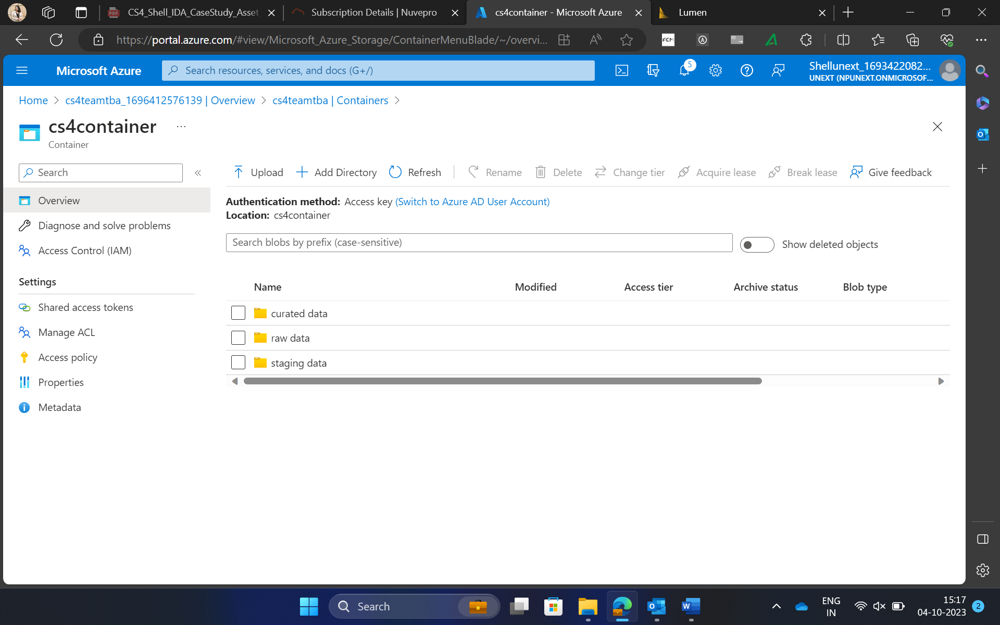 CS4_Shell_IDA_CaseStudy_Asset
Subscription Details | Nuvepro
cs4container - Microsoft Azure
Lumen
https://portal.azure.com/#view/Microsoft_Azure_Storage/ContainerMenuBlade/~/overvi...
FCM
Microsoft Azure
Search resources, services, and docs (G+/)
5
Shellunext_1693422082...
UNEXT (NPUNEXT.ONMICROSOF...
Home > cs4teamtba_1696412576139 | Overview > cs4teamtba | Containers >
cs4container ...
Container
Search «
Upload Add Directory Refresh Rename Delete Change tier Acquire lease Break lease Give feedback
Overview
Diagnose and solve problems
Access Control (IAM)
Settings
Shared access tokens
Manage ACL
Access policy
Properties
Metadata
Authentication method: Access key (Switch to Azure AD User Account)
Location: cs4container
Search blobs by prefix (case-sensitive)
Show deleted objects
Name Modified Access tier Archive status Blob type
curated data
raw data
staging data
Search
ENG
IN
15:17
04-10-2023
2